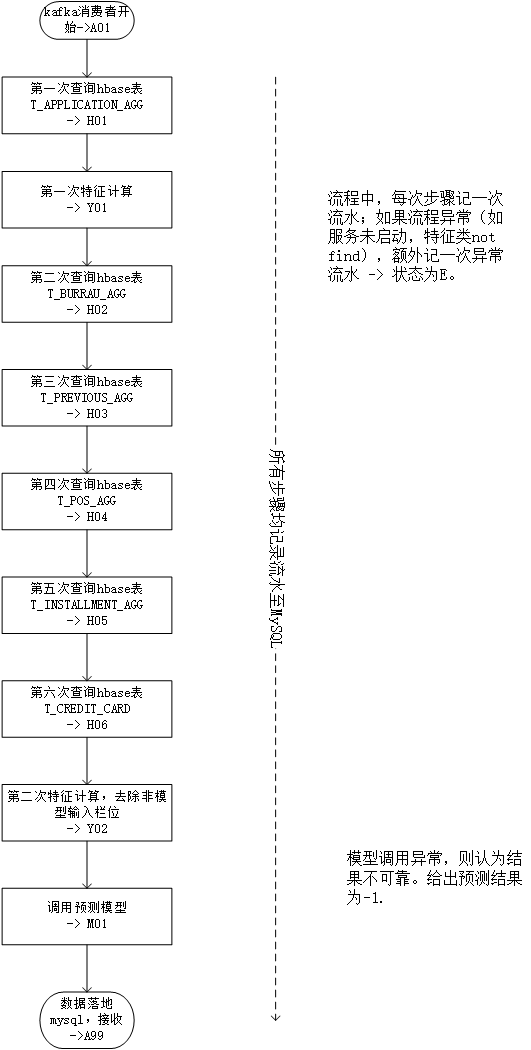 kafka消费者开
始->A01
第一次查询hbase表
T_APPLICATION_AGG
-> H01
第一次特征计算
-> Y01
流程中，每次步骤记一次
流水；如果流程异常（如
服务未启动，特征类not
find），额外记一次异常
流水 -> 状态为E。
第二次查询hbase表
T_BURRAU_AGG
-> H02
第三次查询hbase表
T_PREVIOUS_AGG
-> H03
所有步骤均记录流水至MySQL
第四次查询hbase表
T_POS_AGG
-> H04
第五次查询hbase表
T_INSTALLMENT_AGG
-> H05
第六次查询hbase表
T_CREDIT_CARD
-> H06
第二次特征计算，去除非模
型输入栏位
-> Y02
模型调用异常，则认为结
果不可靠。给出预测结果
为-1.
调用预测模型
-> M01
数据落地
mysql，接收
->A99